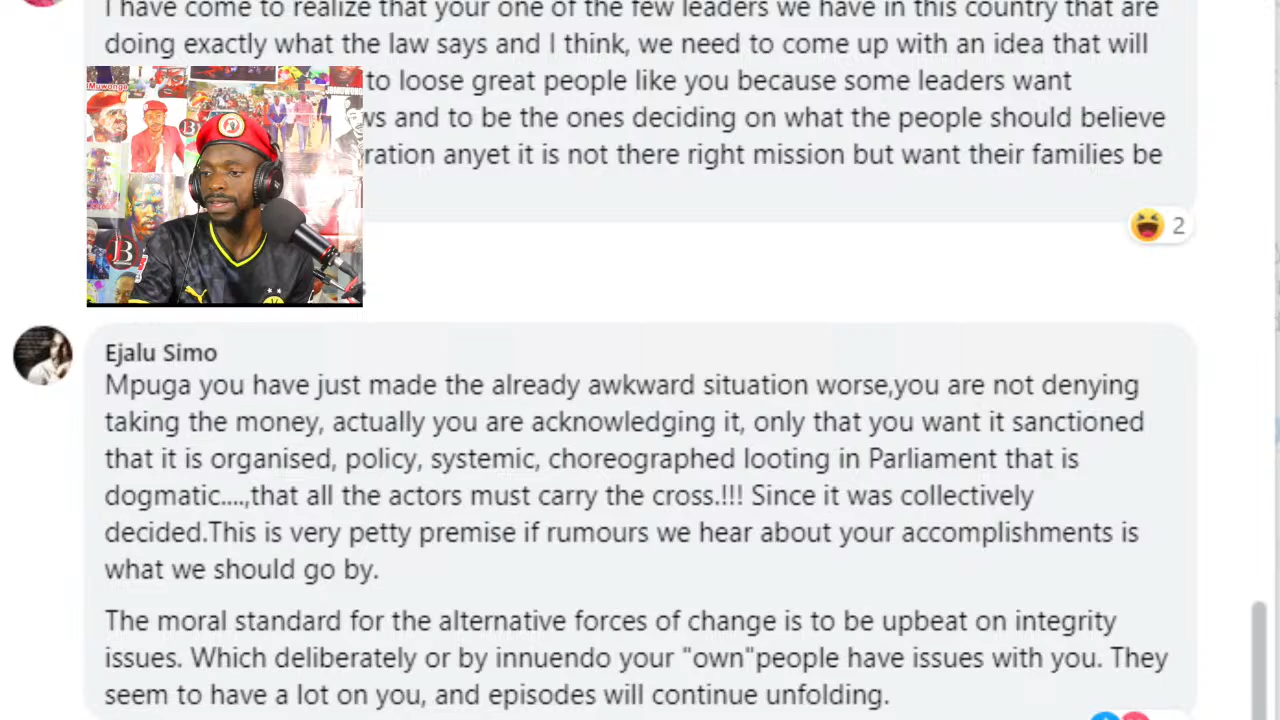 I have come to realize that your one of the few leaders we have in this country that are
doing exactly what the law says and I think, we need to come up with an idea that will
to loose great people like you because some leaders want
ws and to be the ones deciding on what the people should believe
ration anyet it is not there right mission but want their families be
2
Ejalu Simo
Mpuga you have just made the already awkward situation worse,you are not denying
taking the money, actually you are acknowledging it, only that you want it sanctioned
that it is organised, policy, systemic, choreographed looting in Parliament that is
dogmatic....,that all the actors must carry the cross.!!! Since it was collectively
decided.This is very petty premise if rumours we hear about your accomplishments is
what we should go by.
The moral standard for the alternative forces of change is to be upbeat on integrity
issues. Which deliberately or by innuendo your "own"people have issues with you. They
seem to have a lot on you, and episodes will continue unfolding.